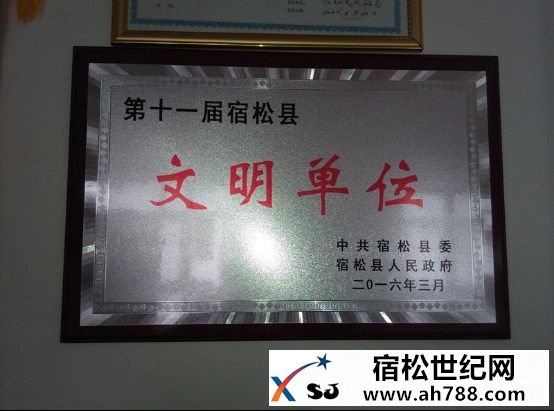 第十一届宿松县
文明单位
中共宿松县委
宿松县人民政府
二〇一六年三月
XSJ
宿松世纪网
www.ah788.com